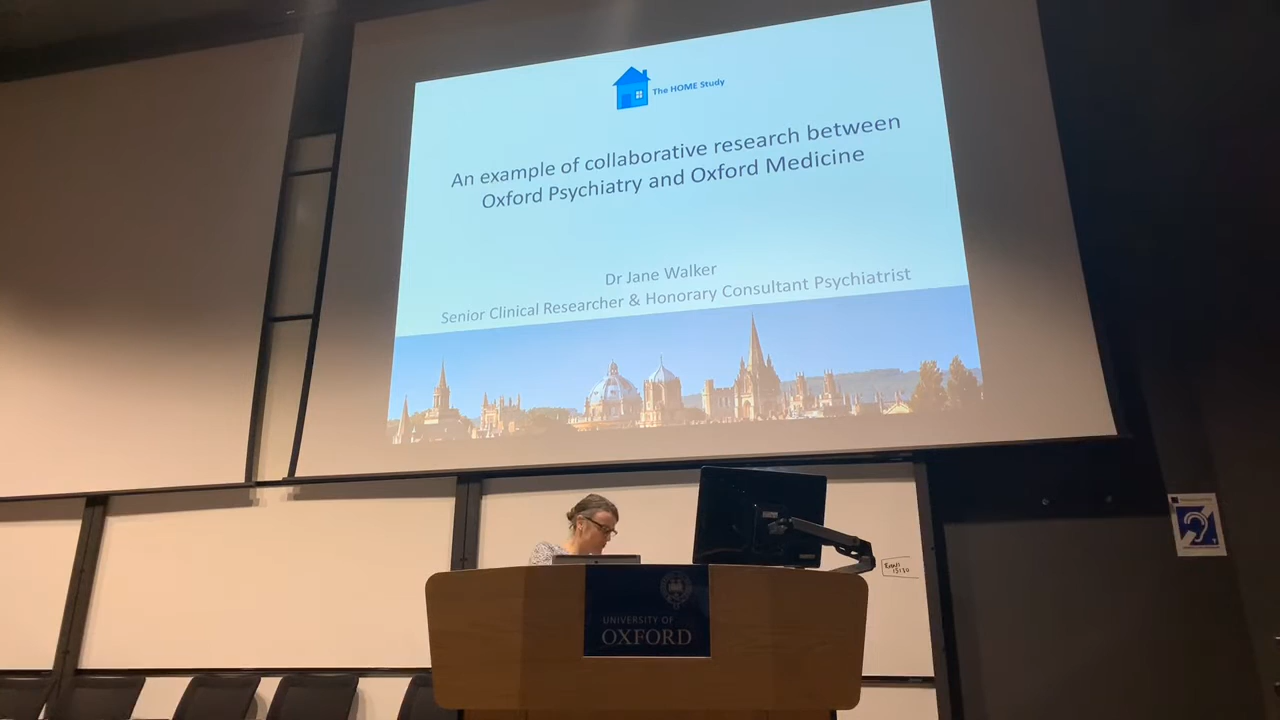 The HOME Study
An example of collaborative research between
Oxford Psychiatry and Oxford Medicine
Dr Jane Walker
Senior Clinical Researcher & Honorary Consultant Psychiatrist
UNIVERSITY OF
OXFORD